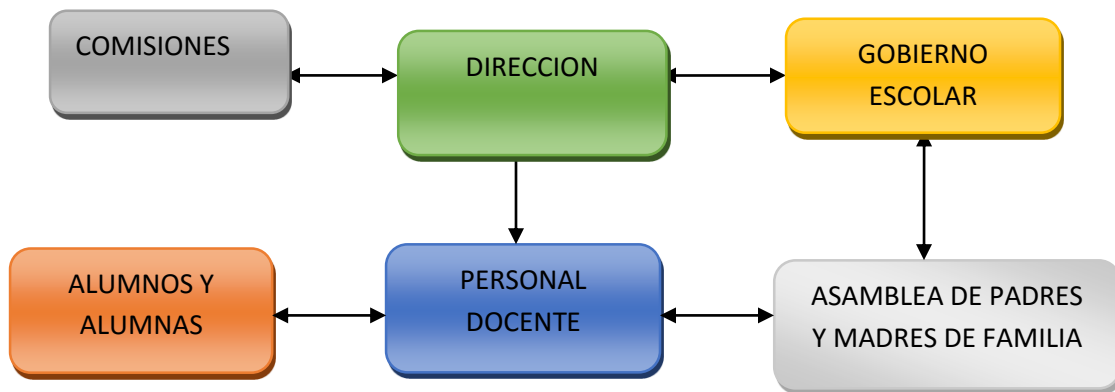 COMISIONES
DIRECCION
GOBIERNO
ESCOLAR
ALUMNOS Y
ALUMNAS
PERSONAL
DOCENTE
ASAMBLEA DE PADRES
Y MADRES DE FAMILIA